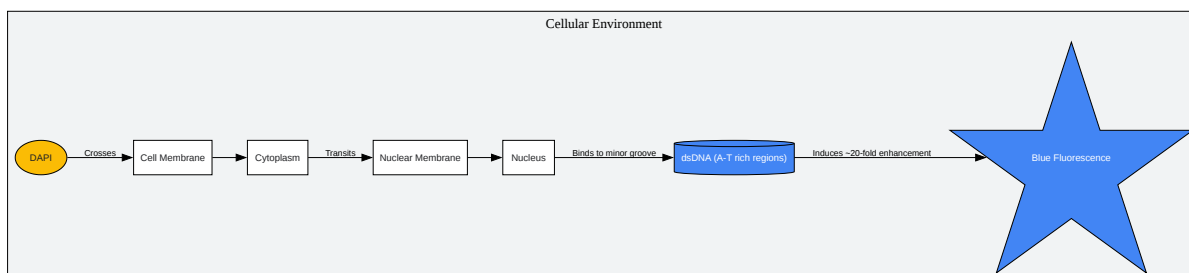 Cellular Environment
DAPI
Crosses
Cell Membrane
Cytoplasm
Transits
Nuclear Membrane
Nucleus
Binds to minor groove
dsDNA (A-T rich regions)
Induces ~20-fold enhancement
Blue Fluorescence